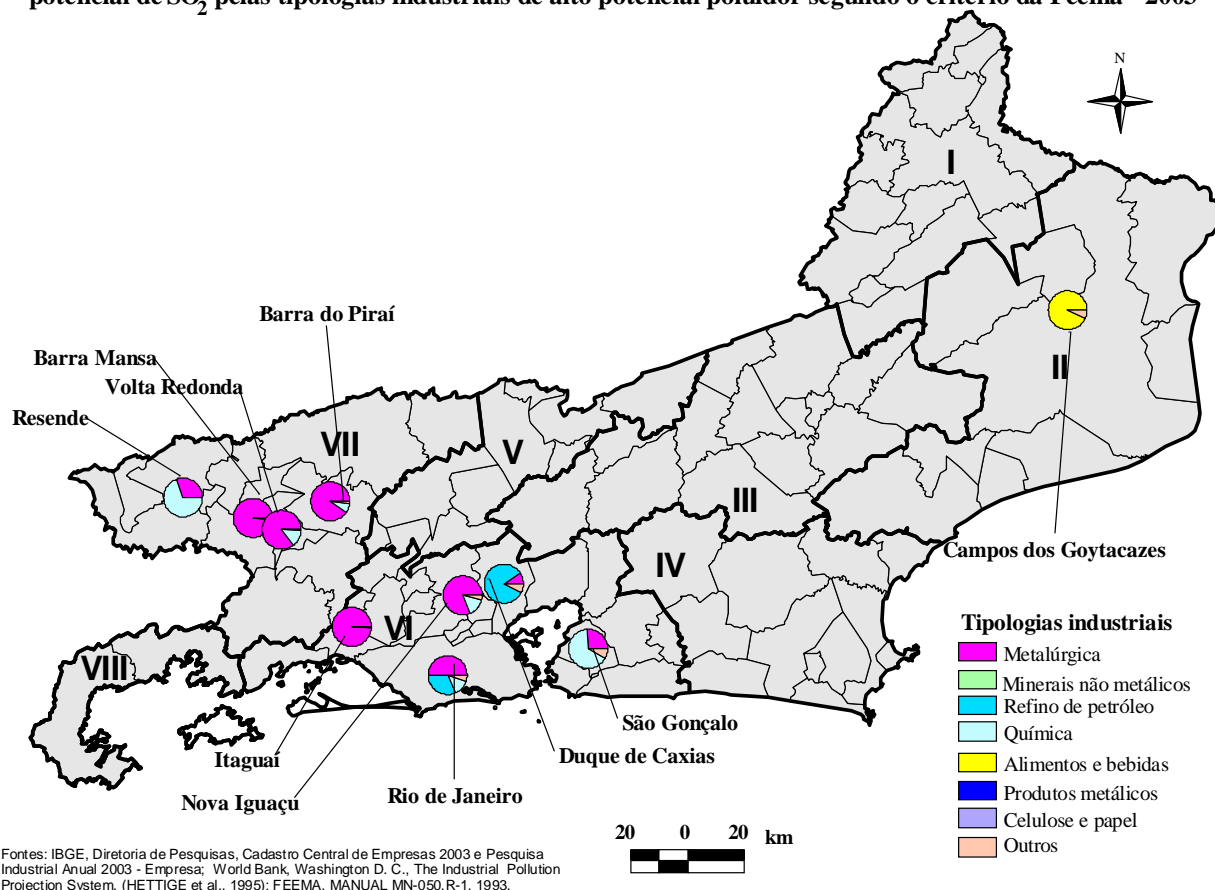 potencial de SO2 pelas tipologias industriais de alto potencial poluidor segundo o critério da Feema - 2003
N
I
Barra do Piraí
Barra Mansa
Volta Redonda
Resende
II
VII
V
III
IV
Campos dos Goytacazes
VI
VIII
São Gonçalo
Duque de Caxias
Itaguaí
Nova Iguaçu
Rio de Janeiro
Tipologias industriais
Metalúrgica
Minerais não metálicos
Refino de petróleo
Química
Alimentos e bebidas
Produtos metálicos
Celulose e papel
Outros
20 0 20 km
Fontes: IBGE, Diretoria de Pesquisas, Cadastro Central de Empresas 2003 e Pesquisa
Industrial Anual 2003 - Empresa; World Bank, Washington D. C., The Industrial Pollution
Projection System, (HETTIGE et al., 1995); FEEMA, MANUAL MN-050.R-1, 1993.